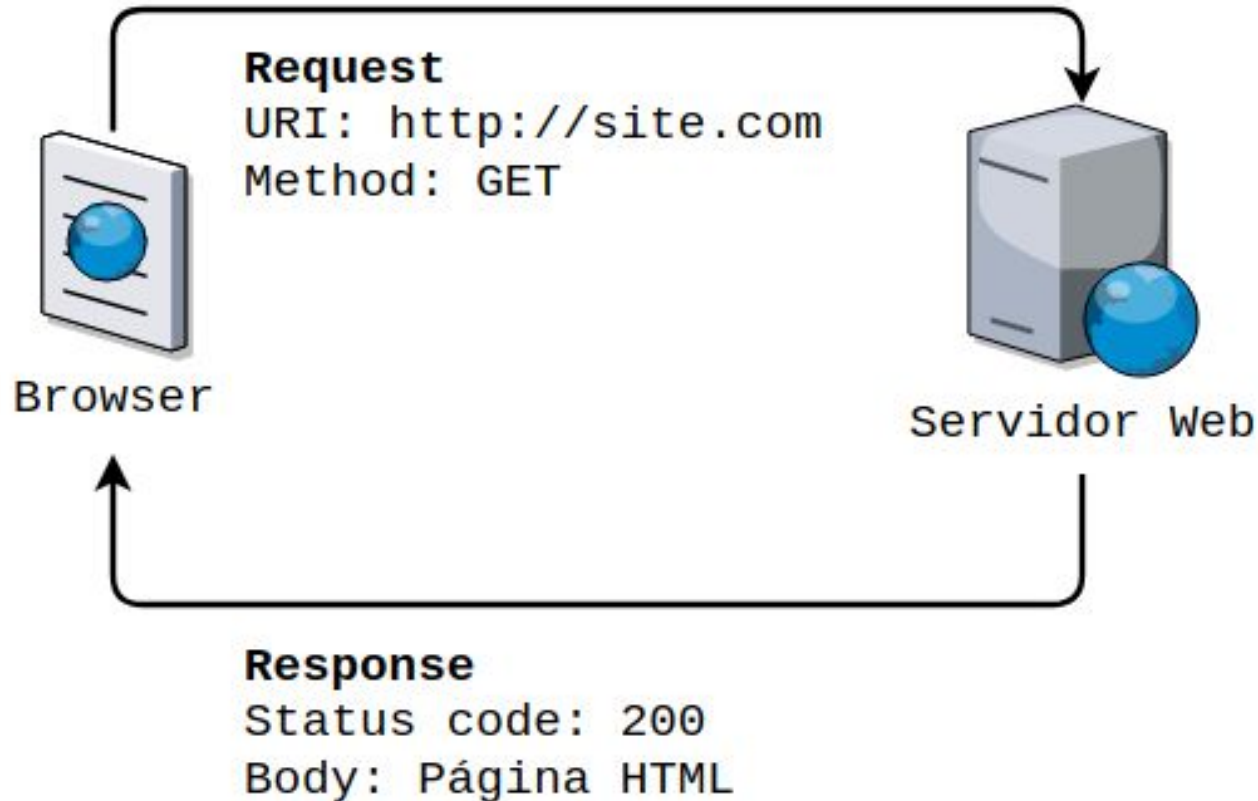 Request
URI: http://site.com
Method: GET
Browser
Servidor Web
Response
Status code: 200
Body: Página HTML